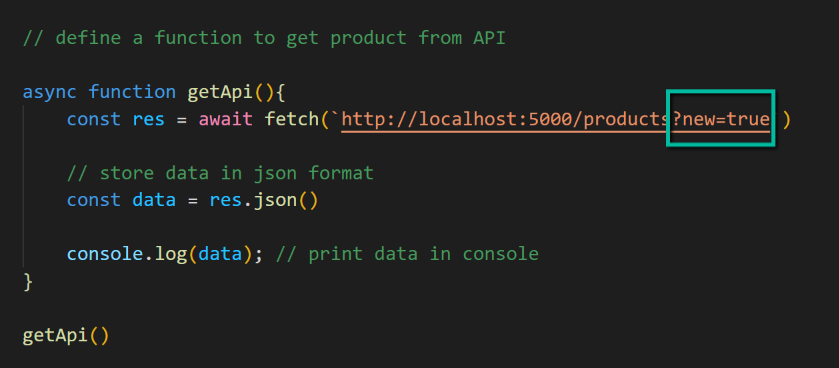 // define a function to get product from API
async function getApi(){
const res = await fetch(`http://localhost:5000/products?new=true )
// store data in json format
const data = res.json()
console.log(data); // print data in console
}
getApi()